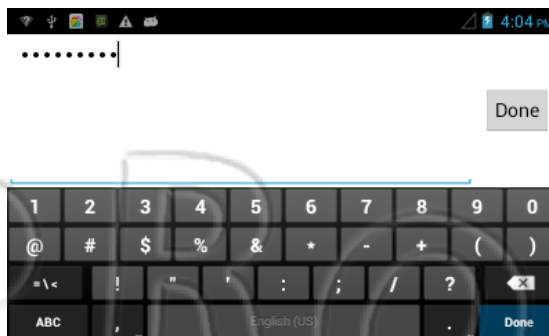 4:04 PM
•••••••••
Done
1 2 3 4 5 6 7 8 9 0
@ # $ % & * - + ( )
=\< ! " ' : ; / ?
ABC , English (US) . Done